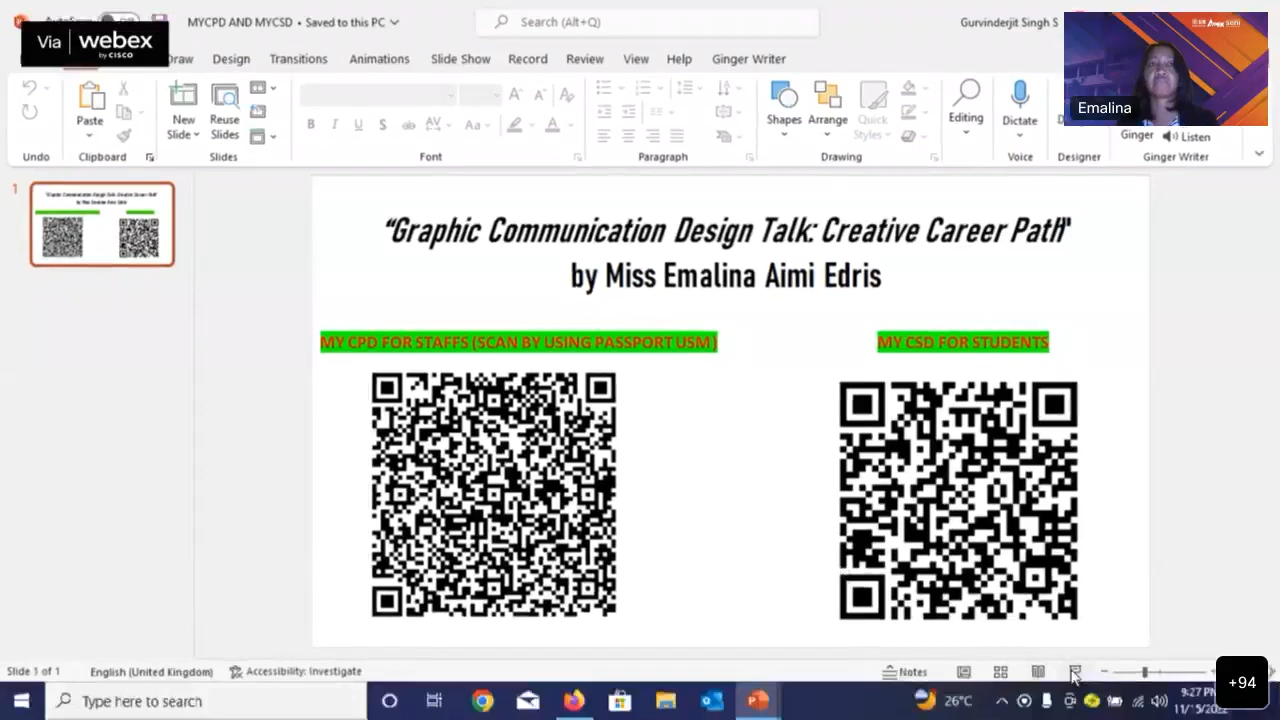 MYCPD AND MYCSD • Saved to this PC
Search (Alt+Q)
Gurvinderjit Singh S
Via webex
by CISCO
Draw Design Transitions Animations Slide Show Record Review View Help Ginger Writer
Emalina
Paste
New Slide
Reuse Slides
Shapes
Arrange
Quick Styles
Editing
Dictate
Ginger
Listen
Undo Clipboard Slides Font Paragraph Drawing Voice Designer Ginger Writer
1
"Graphic Communication Design Talk: Creative Career Path"
by Miss Emalina Aimi Edris
MY CPD FOR STAFFS (SCAN BY USING PASSPORT USM)
MY CSD FOR STUDENTS
Slide 1 of 1 English (United Kingdom) Accessibility: Investigate Notes
+94
Type here to search
26°C
9:27 PM